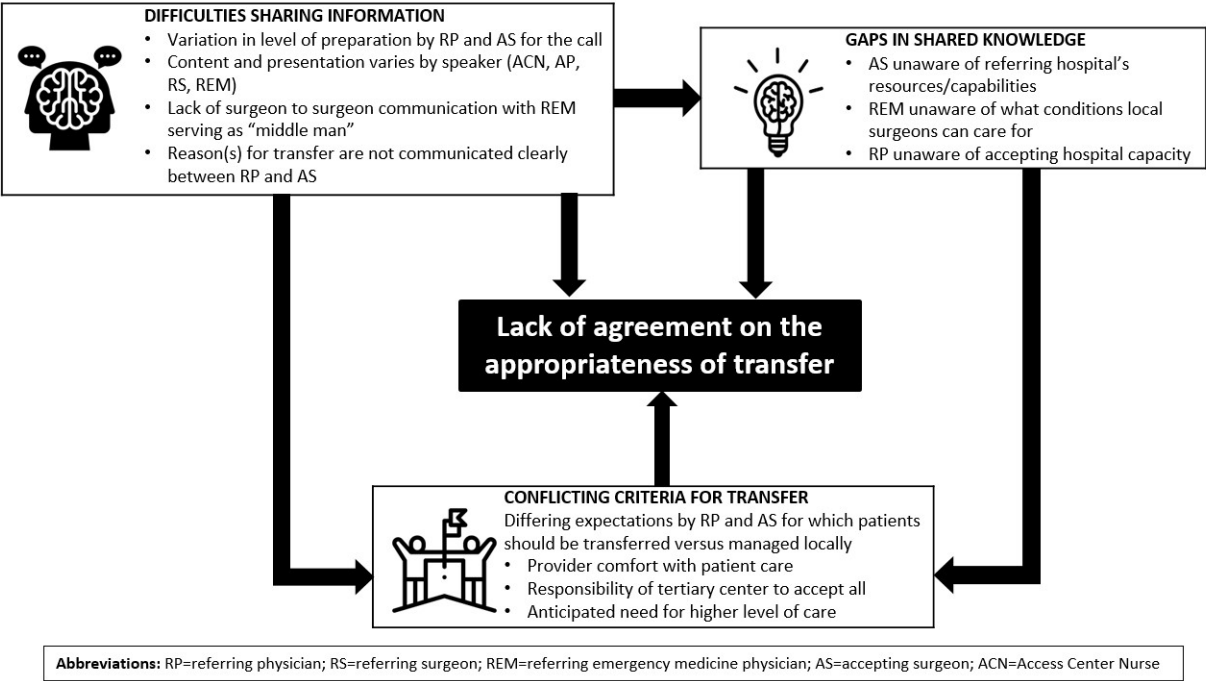 DIFFICULTIES SHARING INFORMATION
• Variation in level of preparation by RP and AS for the call
• Content and presentation varies by speaker (ACN, AP,
RS, REM)
• Lack of surgeon to surgeon communication with REM
serving as “middle man”
• Reason(s) for transfer are not communicated clearly
between RP and AS
GAPS IN SHARED KNOWLEDGE
• AS unaware of referring hospital’s
resources/capabilities
• REM unaware of what conditions local
surgeons can care for
• RP unaware of accepting hospital capacity
Lack of agreement on the
appropriateness of transfer
CONFLICTING CRITERIA FOR TRANSFER
Differing expectations by RP and AS for which patients
should be transferred versus managed locally
• Provider comfort with patient care
• Responsibility of tertiary center to accept all
• Anticipated need for higher level of care
Abbreviations: RP=referring physician; RS=referring surgeon; REM=referring emergency medicine physician; AS=accepting surgeon; ACN=Access Center Nurse